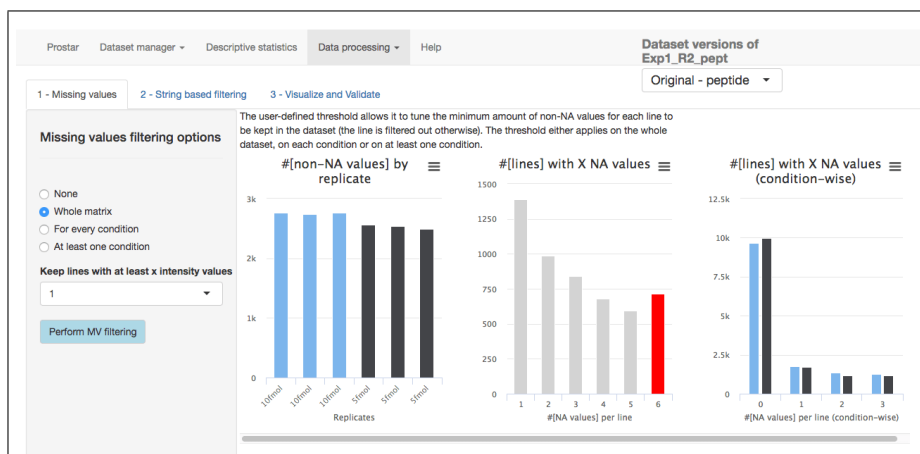 Prostar
Dataset manager
Descriptive statistics
Data processing
Help
Dataset versions of
Exp1_R2_pept
Original - peptide
1 - Missing values
2 - String based filtering
3 - Visualize and Validate
Missing values filtering options
None
Whole matrix
For every condition
At least one condition
Keep lines with at least x intensity values
1
Perform MV filtering
The user-defined threshold allows it to tune the minimum amount of non-NA values for each line to
be kept in the dataset (the line is filtered out otherwise). The threshold either applies on the whole
dataset, on each condition or on at least one condition.
#[non-NA values] by
replicate
3k
2k
1k
0
10fmol
10fmol
10fmol
5fmol
5fmol
5fmol
Replicates
#[lines] with X NA values
1500
1250
1000
750
500
250
0
1 2 3 4 5 6
#[NA values] per line
#[lines] with X NA values
(condition-wise)
12.5k
10k
7.5k
5k
2.5k
0k
0 1 2 3
#[NA values] per line (condition-wise)